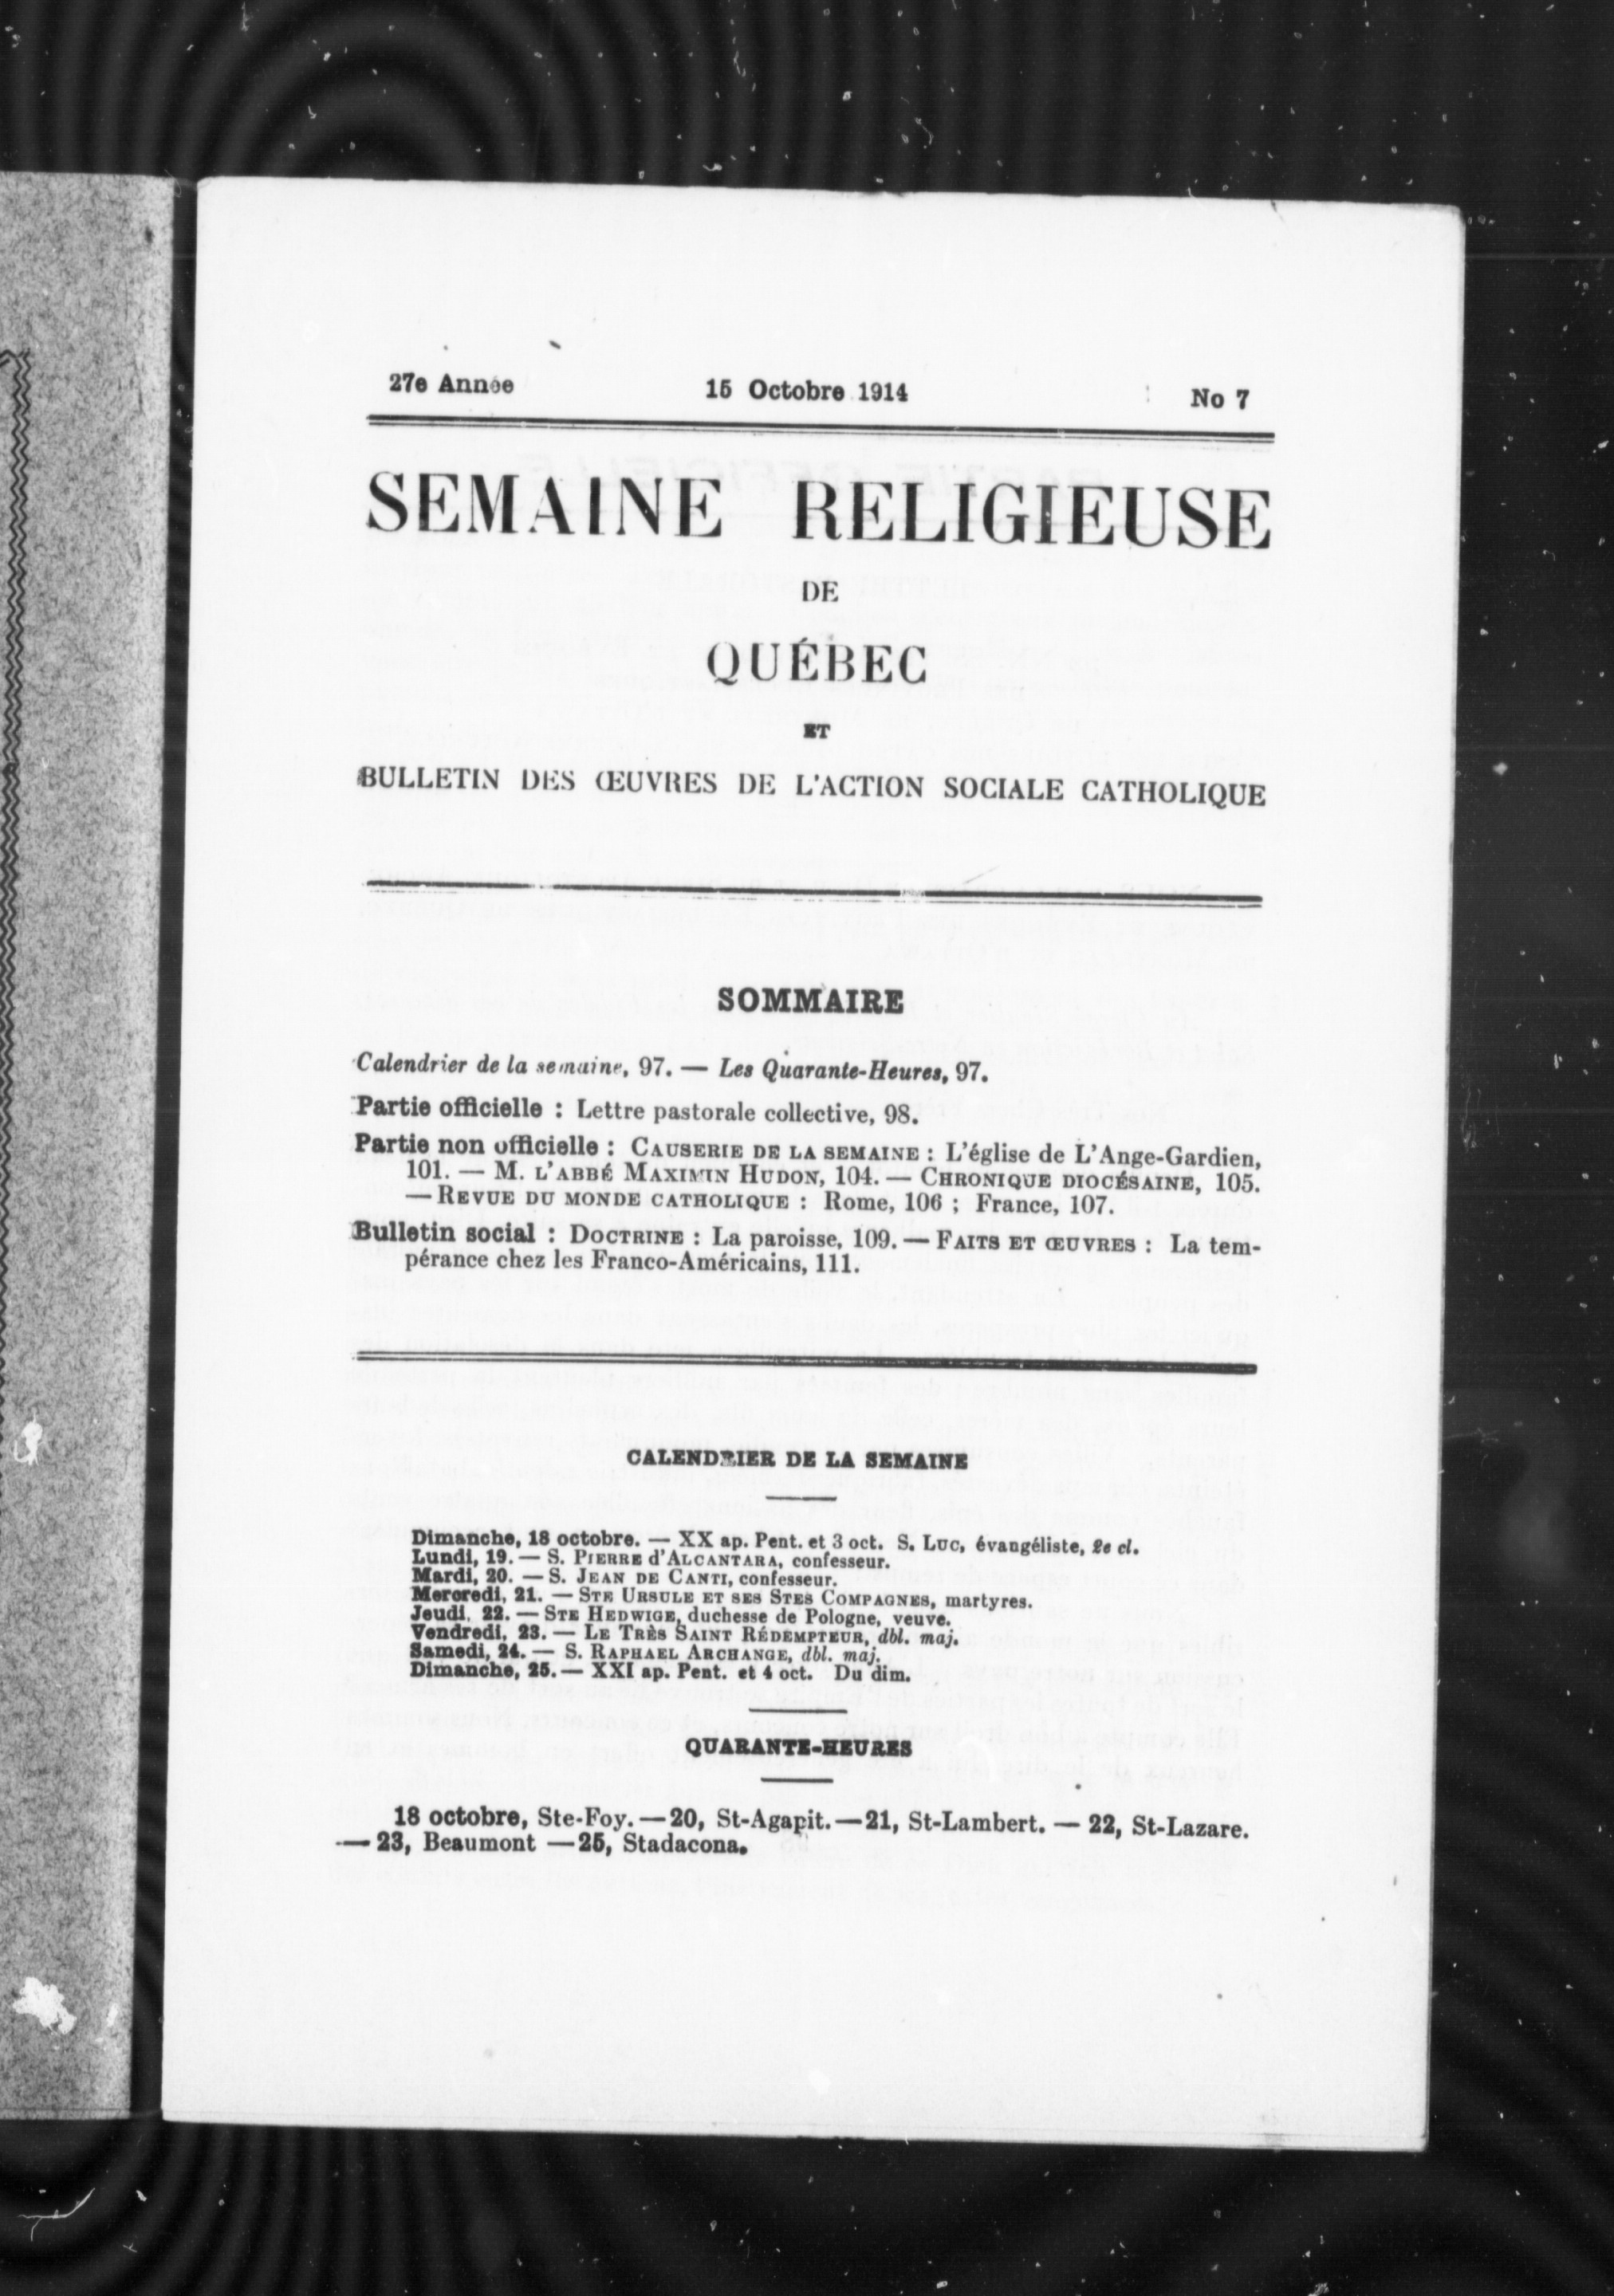 27e Année 15 Octobre 1914 No 7
SEMAINE RELIGIEUSE
DE
QUÉBEC
ET
BULLETIN DES ŒUVRES DE L'ACTION SOCIALE CATHOLIQUE
SOMMAIRE
Calendrier de la semaine, 97. — Les Quarante-Heures, 97.
Partie officielle : Lettre pastorale collective, 98.
Partie non officielle : CAUSERIE DE LA SEMAINE : L'église de L'Ange-Gardien,
101. — M. L'ABBÉ MAXIMIN HUDON, 104. — CHRONIQUE DIOCÉSAINE, 105.
— REVUE DU MONDE CATHOLIQUE : Rome, 106 ; France, 107.
Bulletin social : DOCTRINE : La paroisse, 109. — FAITS ET ŒUVRES : La tem-
pérance chez les Franco-Américains, 111.
CALENDRIER DE LA SEMAINE
Dimanche, 18 octobre. — XX ap. Pent. et 3 oct. S. LUC, évangéliste, 2e cl.
Lundi, 19. — S. PIERRE d'ALCANTARA, confesseur.
Mardi, 20. — S. JEAN DE CANTI, confesseur.
Mercredi, 21. — STE URSULE ET SES STES COMPAGNES, martyres.
Jeudi, 22. — STE HEDWIGE, duchesse de Pologne, veuve.
Vendredi, 23. — LE TRÈS SAINT RÉDEMPTEUR, dbl. maj.
Samedi, 24. — S. RAPHAEL ARCHANGE, dbl. maj.
Dimanche, 25. — XXI ap. Pent. et 4 oct. Du dim.
QUARANTE-HEURES
18 octobre, Ste-Foy. — 20, St-Agapit. — 21, St-Lambert. — 22, St-Lazare.
— 23, Beaumont — 25, Stadacona.